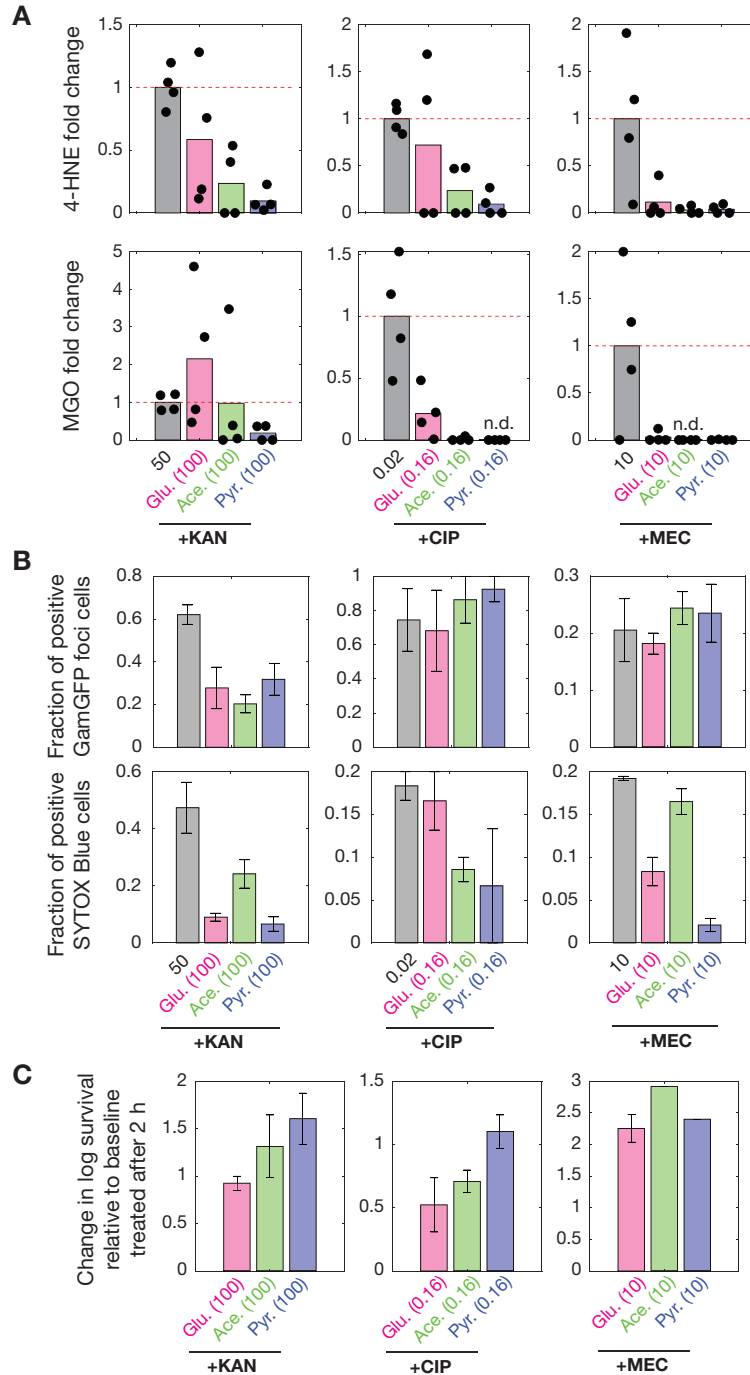 A
4-HNE fold change
1.5
1
0.5
0
2
1.5
1
0.5
0
2
1.5
1
0.5
0
MGO fold change
5
4
3
2
1
0
1.5
1
0.5
0
n.d.
2
1.5
1
0.5
0
n.d.
50
Glu. (100)
Ace. (100)
Pyr. (100)
+KAN
0.02
Glu. (0.16)
Ace. (0.16)
Pyr. (0.16)
+CIP
10
Glu. (10)
Ace. (10)
Pyr. (10)
+MEC
B
Fraction of positive
GamGFP foci cells
0.8
0.6
0.4
0.2
0
1
0.8
0.6
0.4
0.2
0
0.3
0.2
0.1
0
Fraction of positive
SYTOX Blue cells
0.6
0.4
0.2
0
0.2
0.15
0.1
0.05
0
0.2
0.15
0.1
0.05
0
50
Glu. (100)
Ace. (100)
Pyr. (100)
+KAN
0.02
Glu. (0.16)
Ace. (0.16)
Pyr. (0.16)
+CIP
10
Glu. (10)
Ace. (10)
Pyr. (10)
+MEC
C
Change in log survival
relative to baseline
treated after 2 h
2
1.5
1
0.5
0
1.5
1
0.5
0
3
2.5
2
1.5
1
0.5
0
Glu. (100)
Ace. (100)
Pyr. (100)
+KAN
Glu. (0.16)
Ace. (0.16)
Pyr. (0.16)
+CIP
Glu. (10)
Ace. (10)
Pyr. (10)
+MEC